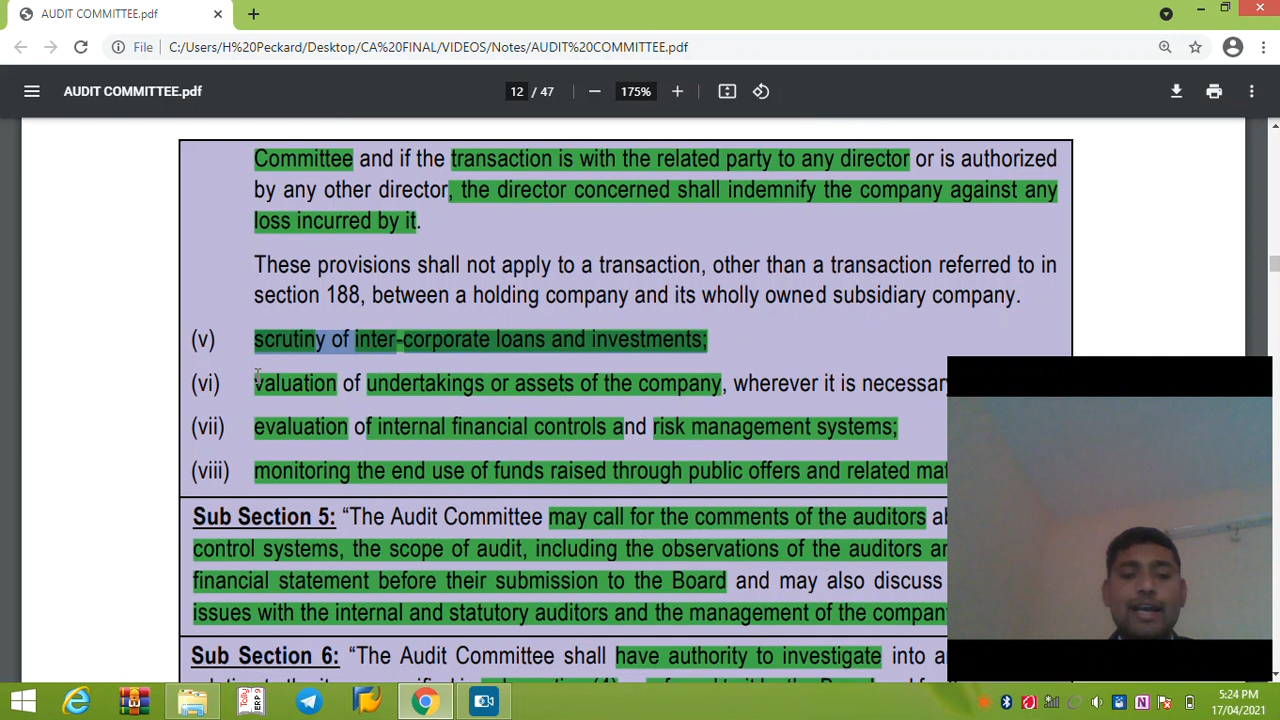 AUDIT COMMITTEE.pdf
File C:/Users/H%20Peckard/Desktop/CA%20FINAL/VIDEOS/Notes/AUDIT%20COMMITTEE.pdf
AUDIT COMMITTEE.pdf 12 / 47 175%
Committee and if the transaction is with the related party to any director or is authorized
by any other director, the director concerned shall indemnify the company against any
loss incurred by it.
These provisions shall not apply to a transaction, other than a transaction referred to in
section 188, between a holding company and its wholly owned subsidiary company.
(v) scrutiny of inter-corporate loans and investments;
(vi) valuation of undertakings or assets of the company, wherever it is necessary
(vii) evaluation of internal financial controls and risk management systems;
(viii) monitoring the end use of funds raised through public offers and related mat
Sub Section 5: “The Audit Committee may call for the comments of the auditors ab
control systems, the scope of audit, including the observations of the auditors an
financial statement before their submission to the Board and may also discuss
issues with the internal and statutory auditors and the management of the company
Sub Section 6: “The Audit Committee shall have authority to investigate into an
Tally ERP 9
5:24 PM
17/04/2021